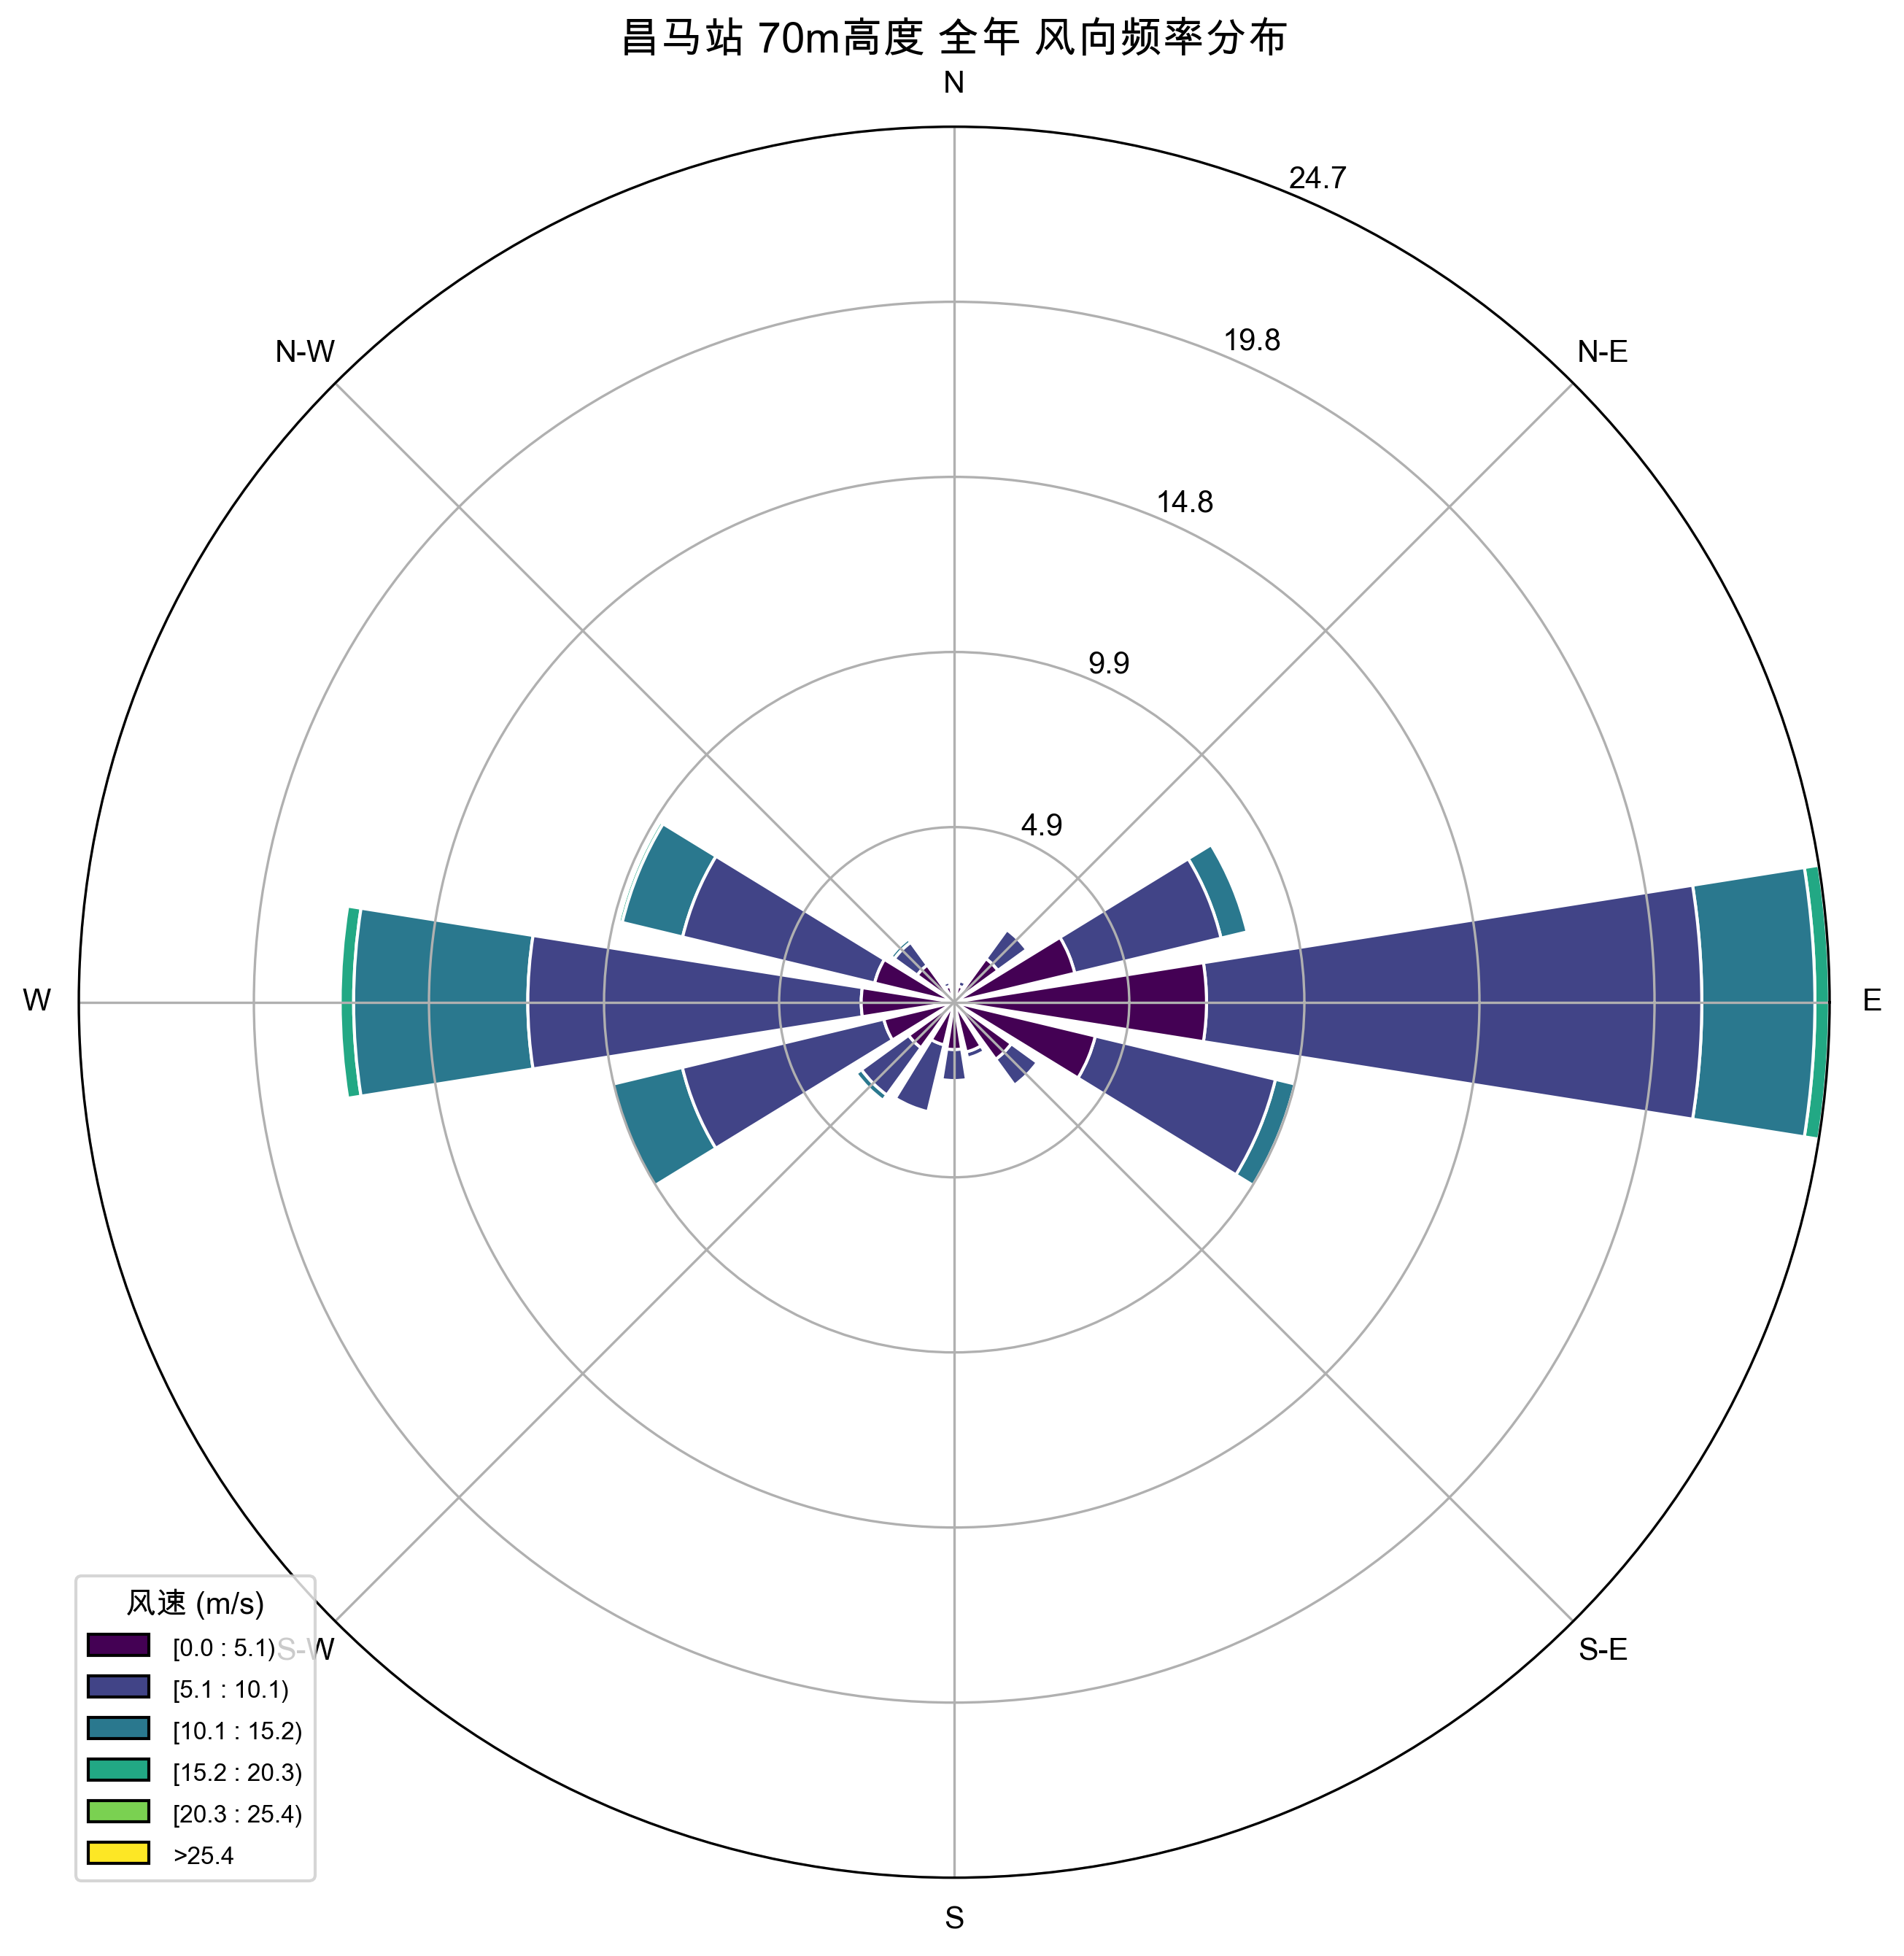 昌马站 70m高度 全年 风向频率分布
N
24.7
N-W
19.8
N-E
14.8
9.9
4.9
W
E
风速 (m/s)
[0.0 : 5.1)
S-W
S-E
[5.1 : 10.1)
[10.1 : 15.2)
[15.2 : 20.3)
[20.3 : 25.4)
>25.4
S